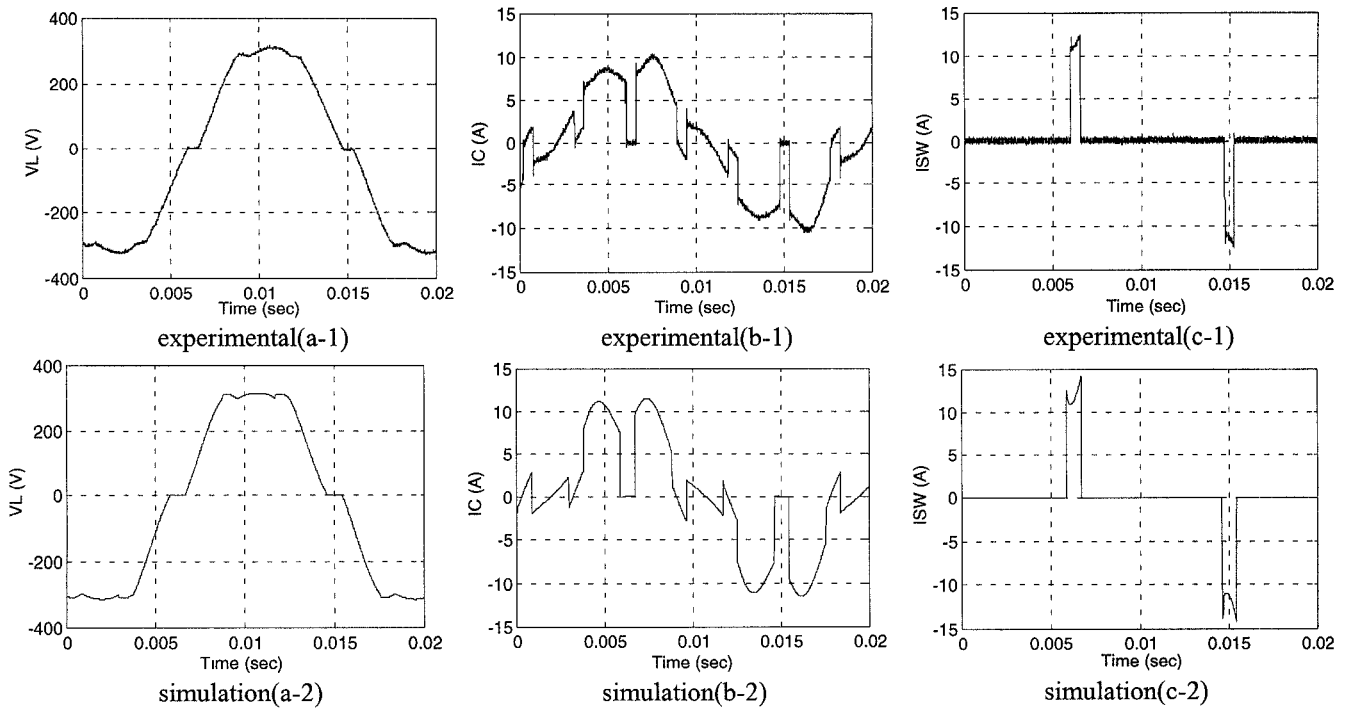 400
200
0
-200
-400
VL (V)
0 0.005 0.01 0.015 0.02
Time (sec)
experimental(a-1)
15
10
5
0
-5
-10
-15
IC (A)
0 0.005 0.01 0.015 0.02
Time (sec)
experimental(b-1)
15
10
5
0
-5
-10
-15
ISW (A)
0 0.005 0.01 0.015 0.02
Time (sec)
experimental(c-1)
400
200
0
-200
-400
VL (V)
0 0.005 0.01 0.015 0.02
Time (sec)
simulation(a-2)
15
10
5
0
-5
-10
-15
IC (A)
0 0.005 0.01 0.015 0.02
Time (sec)
simulation(b-2)
15
10
5
0
-5
-10
-15
ISW (A)
0 0.005 0.01 0.015 0.02
Time (sec)
simulation(c-2)